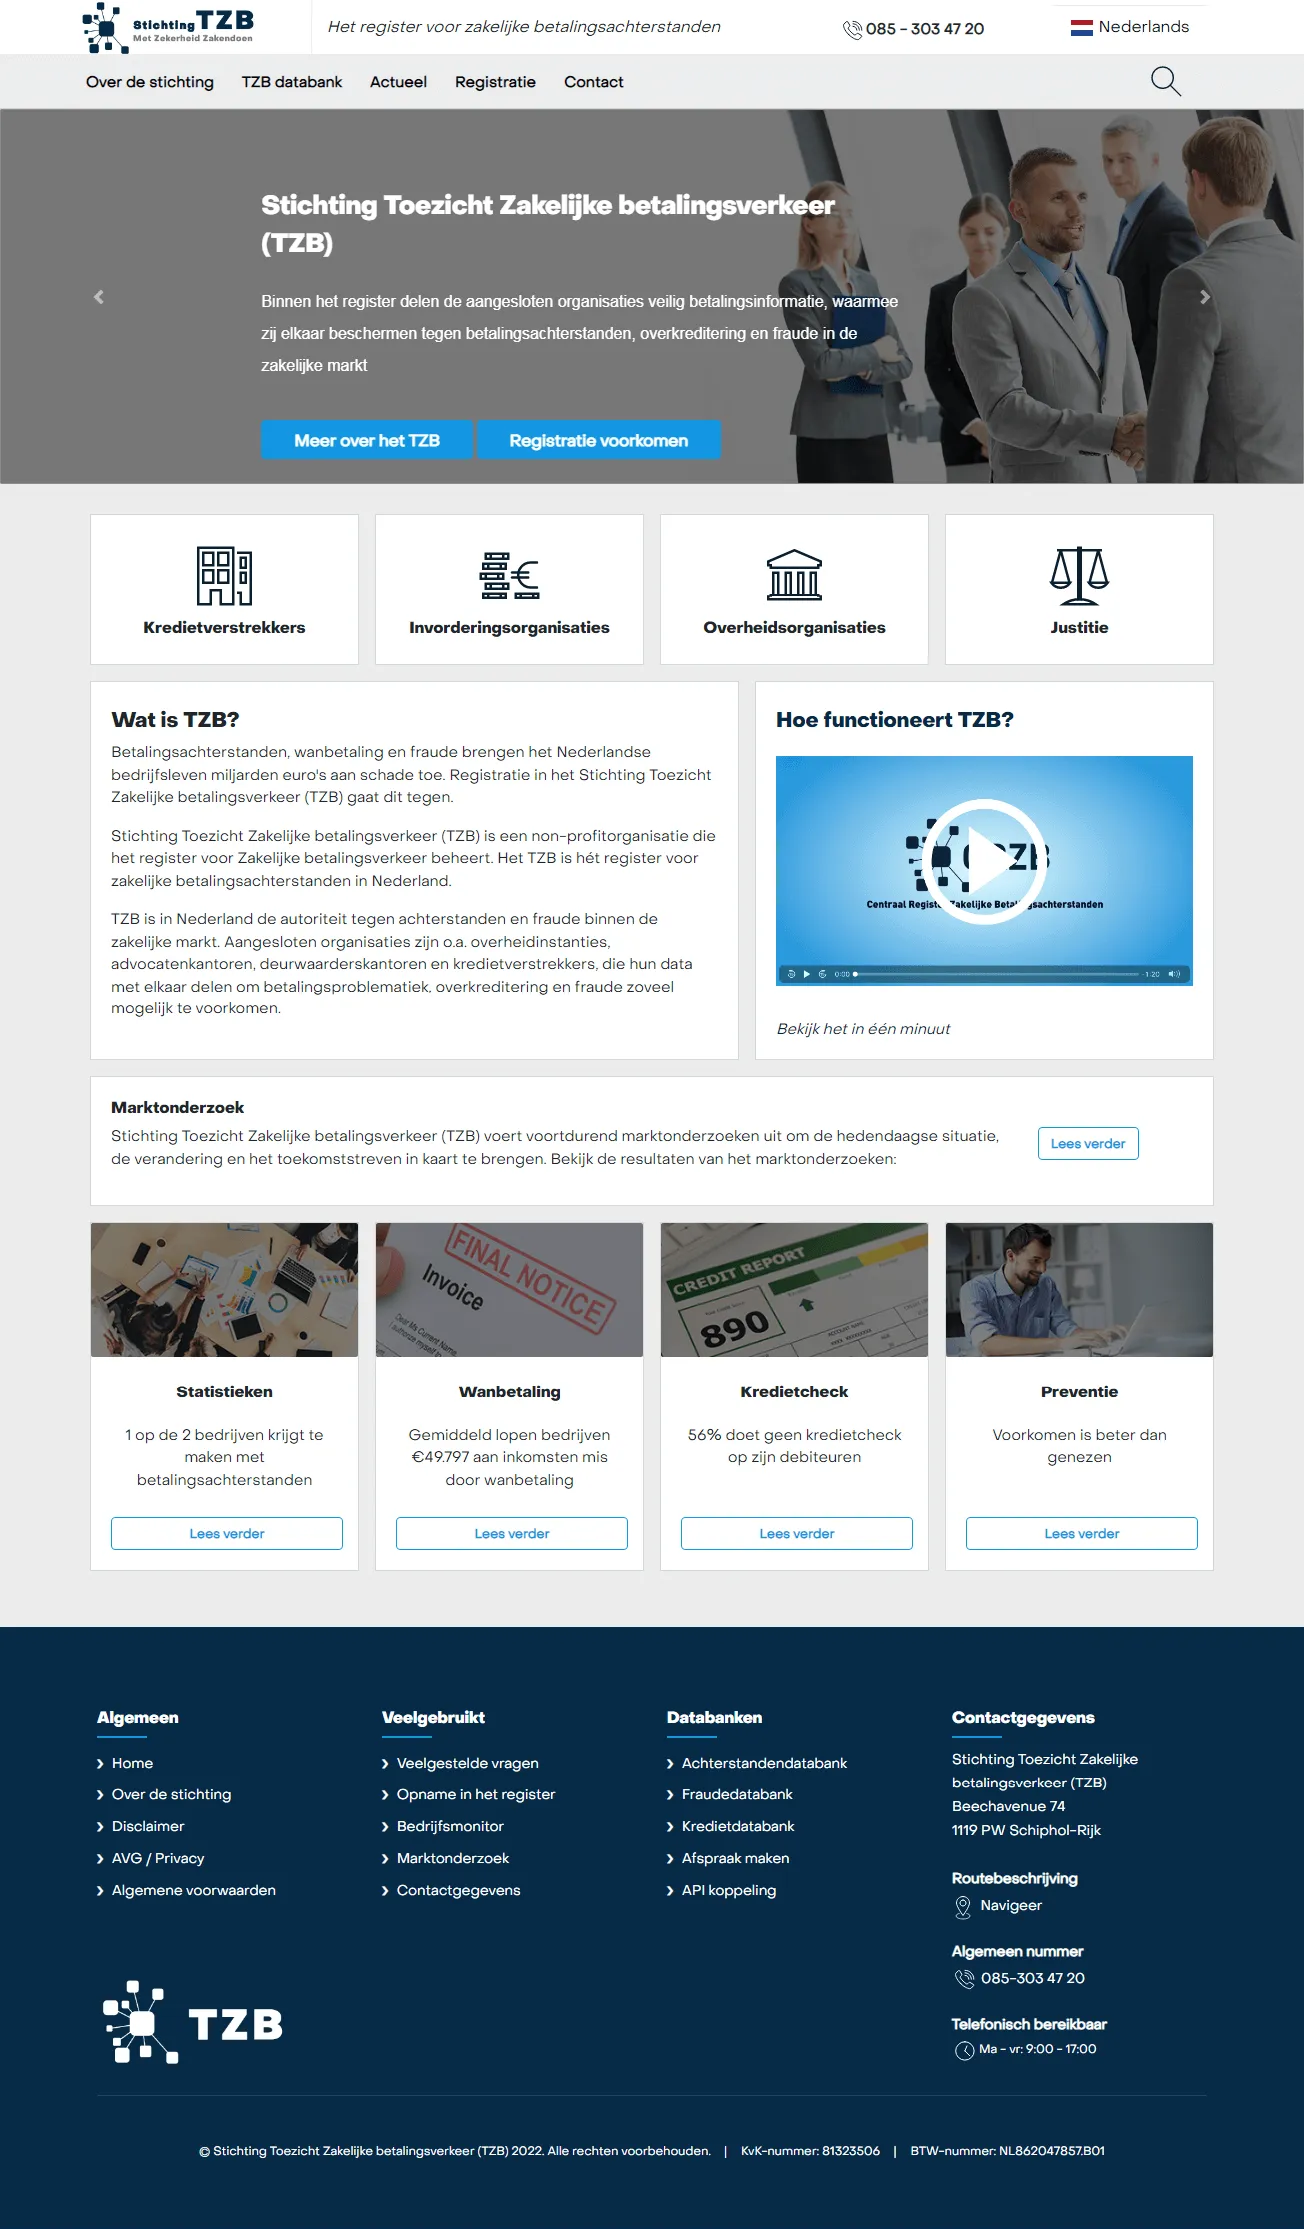 Stichting TZB
Met Zekerheid Zakendoen
Het register voor zakelijke betalingsachterstanden
085 - 303 47 20
Nederlands
Over de stichting
TZB databank
Actueel
Registratie
Contact
Stichting Toezicht Zakelijke betalingsverkeer
(TZB)
Binnen het register delen de aangesloten organisaties veilig betalingsinformatie, waarmee
zij elkaar beschermen tegen betalingsachterstanden, overkreditering en fraude in de
zakelijke markt
Meer over het TZB
Registratie voorkomen
Kredietverstrekkers
Invorderingsorganisaties
Overheidsorganisaties
Justitie
Wat is TZB?
Betalingsachterstanden, wanbetaling en fraude brengen het Nederlandse
bedrijfsleven miljarden euro's aan schade toe. Registratie in het Stichting Toezicht
Zakelijke betalingsverkeer (TZB) gaat dit tegen.
Stichting Toezicht Zakelijke betalingsverkeer (TZB) is een non-profitorganisatie die
het register voor Zakelijke betalingsverkeer beheert. Het TZB is hét register voor
zakelijke betalingsachterstanden in Nederland.
TZB is in Nederland de autoriteit tegen achterstanden en fraude binnen de
zakelijke markt. Aangesloten organisaties zijn o.a. overheidinstanties,
advocatenkantoren, deurwaarderskantoren en kredietverstrekkers, die hun data
met elkaar delen om betalingsproblematiek, overkreditering en fraude zoveel
mogelijk te voorkomen.
Hoe functioneert TZB?
Centraal Register Zakelijke Betalingsachterstanden
0:00
-1:20
Bekijk het in één minuut
Marktonderzoek
Stichting Toezicht Zakelijke betalingsverkeer (TZB) voert voortdurend marktonderzoeken uit om de hedendaagse situatie,
de verandering en het toekomststreven in kaart te brengen. Bekijk de resultaten van het marktonderzoeken:
Lees verder
FINAL NOTICE
Invoice
CREDIT REPORT
890
Statistieken
1 op de 2 bedrijven krijgt te
maken met
betalingsachterstanden
Lees verder
Wanbetaling
Gemiddeld lopen bedrijven
€49.797 aan inkomsten mis
door wanbetaling
Lees verder
Kredietcheck
56% doet geen kredietcheck
op zijn debiteuren
Lees verder
Preventie
Voorkomen is beter dan
genezen
Lees verder
Algemeen
Home
Over de stichting
Disclaimer
AVG / Privacy
Algemene voorwaarden
Veelgebruikt
Veelgestelde vragen
Opname in het register
Bedrijfsmonitor
Marktonderzoek
Contactgegevens
Databanken
Achterstandendatabank
Fraudedatabank
Kredietdatabank
Afspraak maken
API koppeling
Contactgegevens
Stichting Toezicht Zakelijke
betalingsverkeer (TZB)
Beechavenue 74
1119 PW Schiphol-Rijk
Routebeschrijving
Navigeer
Algemeen nummer
085-303 47 20
Telefonisch bereikbaar
Ma - vr: 9:00 - 17:00
TZB
© Stichting Toezicht Zakelijke betalingsverkeer (TZB) 2022. Alle rechten voorbehouden. | KvK-nummer: 81323506 | BTW-nummer: NL862047857.B01